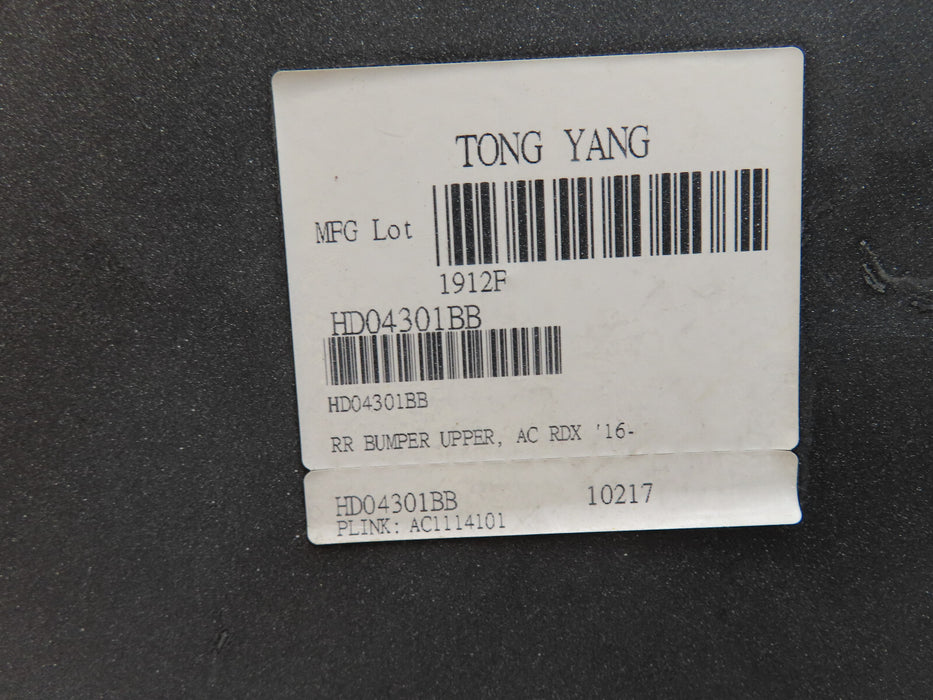 TONG YANG
MFG Lot
1912F
HD04301BB
HD04301BB
RR BUMPER UPPER, AC RDX '16-
HD04301BB 10217
PLINK: AC1114101